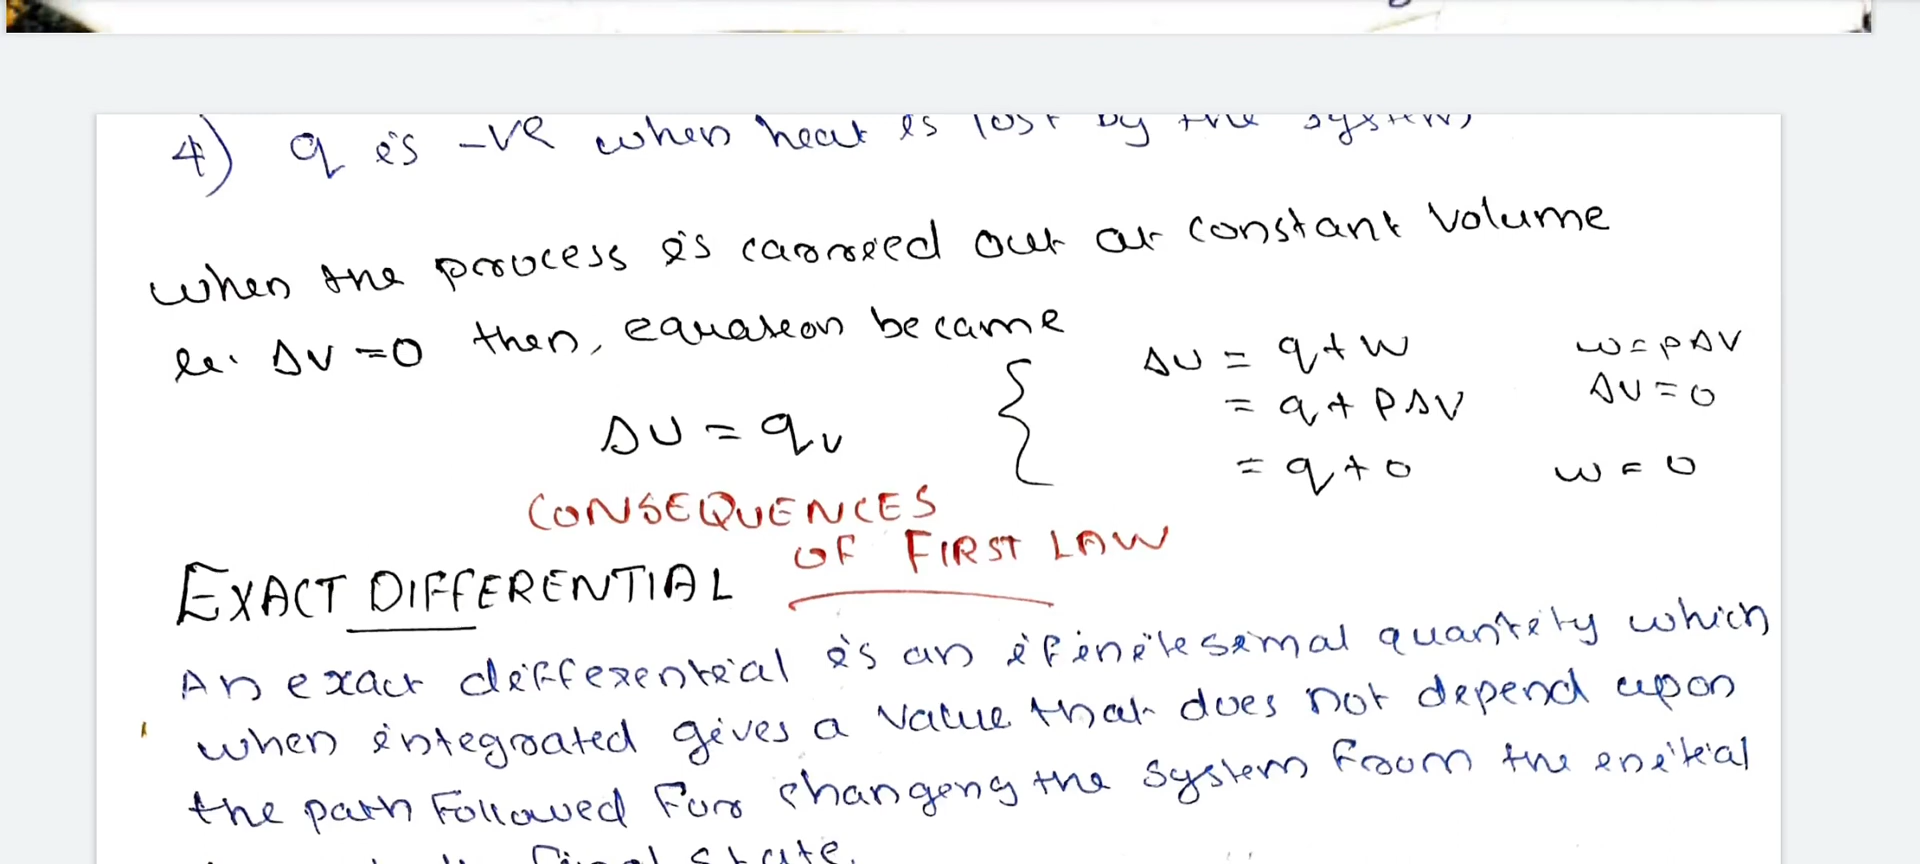 4) q is -ve when heat is lost by the system
when the process is carried out at constant volume
ie. ΔV = 0 then, equation became
ΔU = qv
{ ΔU = q + w
= q + PΔV
= q + 0
w = PΔV
ΔV = 0
w = 0
CONSEQUENCES
OF FIRST LAW
EXACT DIFFERENTIAL
An exact differential is an ifinitesimal quantity which
when integrated gives a value that does not depend upon
the path followed for changing the system from the initial
final state.